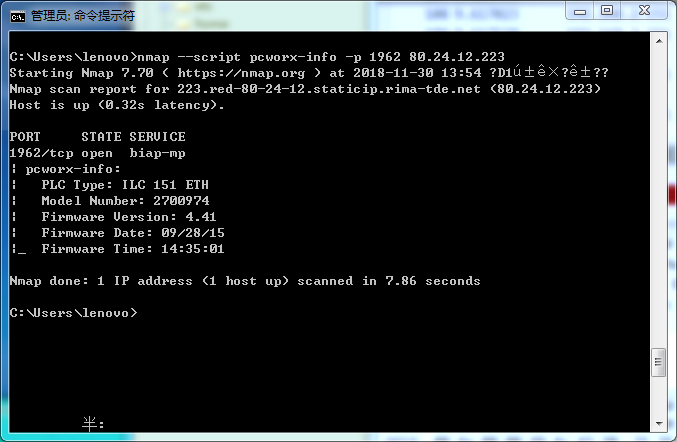 管理员: 命令提示符
C:\Users\lenovo>nmap --script pcworx-info -p 1962 80.24.12.223
Starting Nmap 7.70 ( https://nmap.org ) at 2018-11-30 13:54 ?D1ú±ê×?ê±??
Nmap scan report for 223.red-80-24-12.staticip.rima-tde.net (80.24.12.223)
Host is up (0.32s latency).
PORT     STATE SERVICE
1962/tcp open  biap-mp
| pcworx-info:
|   PLC Type: ILC 151 ETH
|   Model Number: 2700974
|   Firmware Version: 4.41
|   Firmware Date: 09/28/15
|_  Firmware Time: 14:35:01
Nmap done: 1 IP address (1 host up) scanned in 7.86 seconds
C:\Users\lenovo>
半: